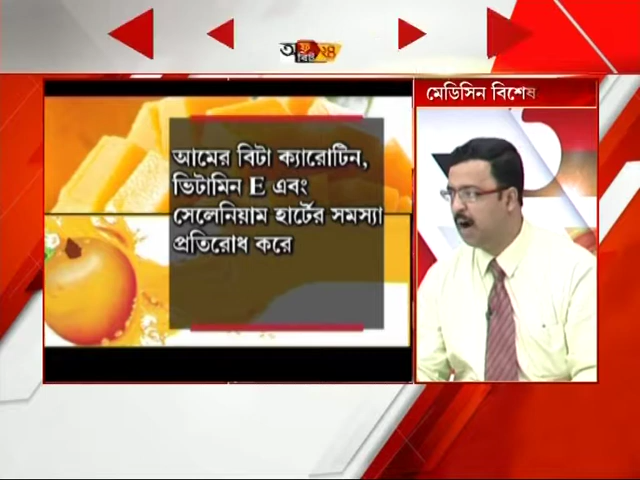 মেডিসিন বিশেষ
আমের বিটা ক্যারোটিন,
ভিটামিন E এবং
সেলেনিয়াম হার্টের সমস্যা
প্রতিরোধ করে